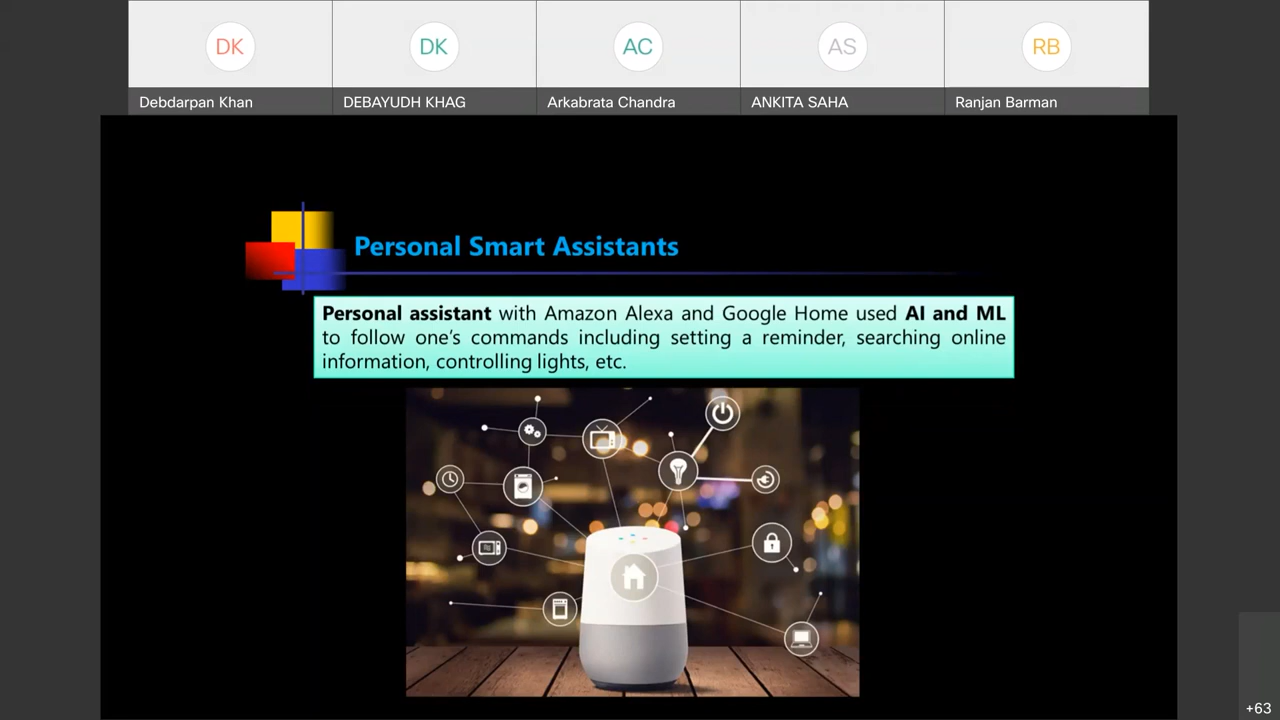 DK
DK
AC
AS
RB
Debdarpan Khan
DEBAYUDH KHAG
Arkabrata Chandra
ANKITA SAHA
Ranjan Barman
Personal Smart Assistants
Personal assistant with Amazon Alexa and Google Home used AI and ML
to follow one's commands including setting a reminder, searching online
information, controlling lights, etc.
+63